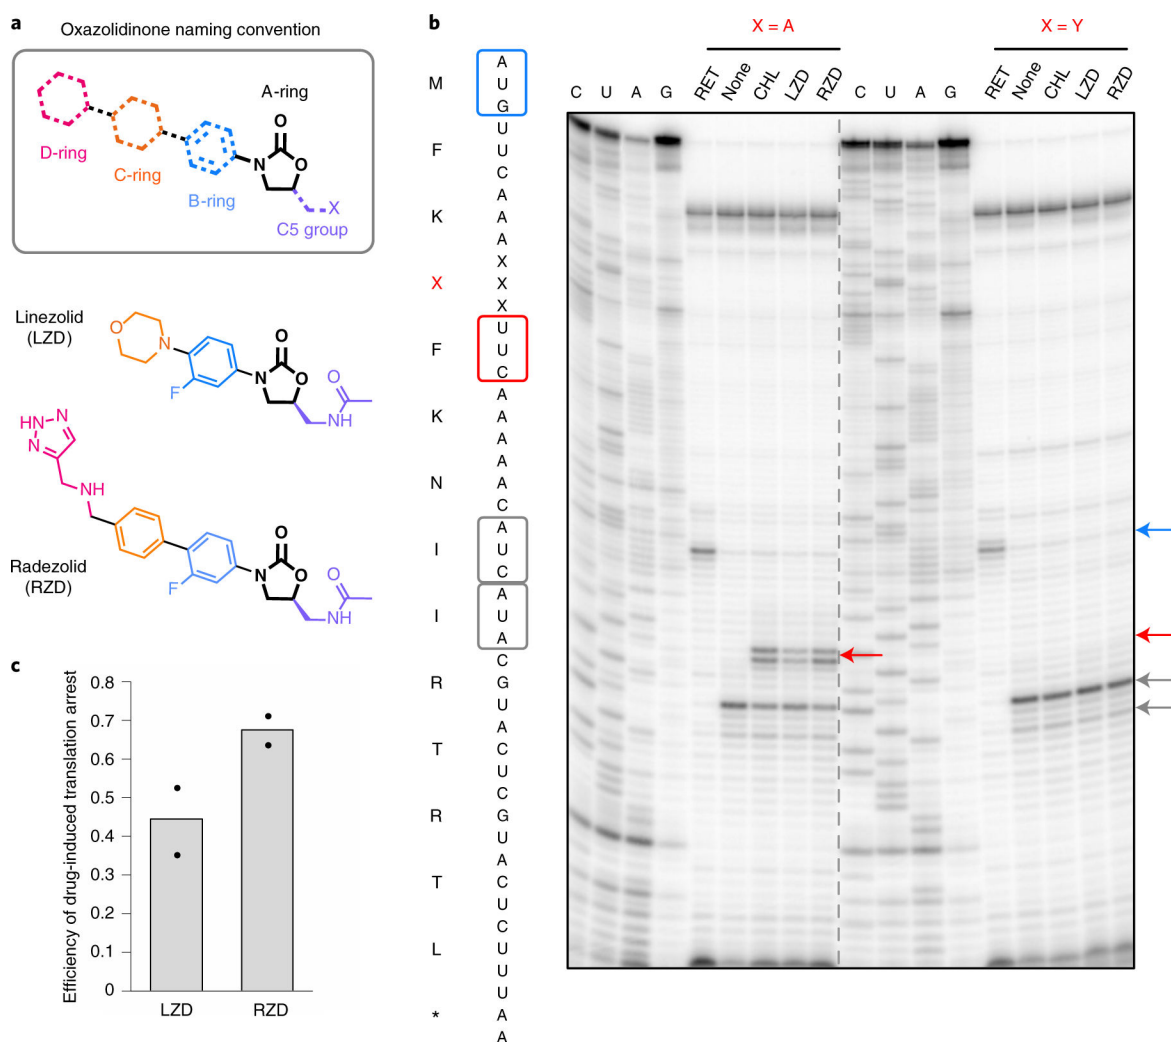 a
Oxazolidinone naming convention
A-ring
O
O
N
D-ring
C-ring
B-ring
X
C5 group
Linezolid
(LZD)
O
N
F
O
N
O
O
NH
HN
N
N
NH
Radezolid
(RZD)
F
O
N
O
O
NH
c
Efficiency of drug-induced translation arrest
0.8
0.7
0.6
0.5
0.4
0.3
0.2
0.1
0
LZD
RZD
b
M
F
K
X
F
K
N
I
I
R
T
R
T
L
*
A
U
G
U
U
C
A
A
A
X
X
X
U
U
C
A
A
A
A
A
C
A
U
C
A
U
A
C
G
U
A
C
U
C
G
U
A
C
U
C
U
U
U
A
A
X = A
X = Y
C U A G RET None CHL LZD RZD C U A G RET None CHL LZD RZD